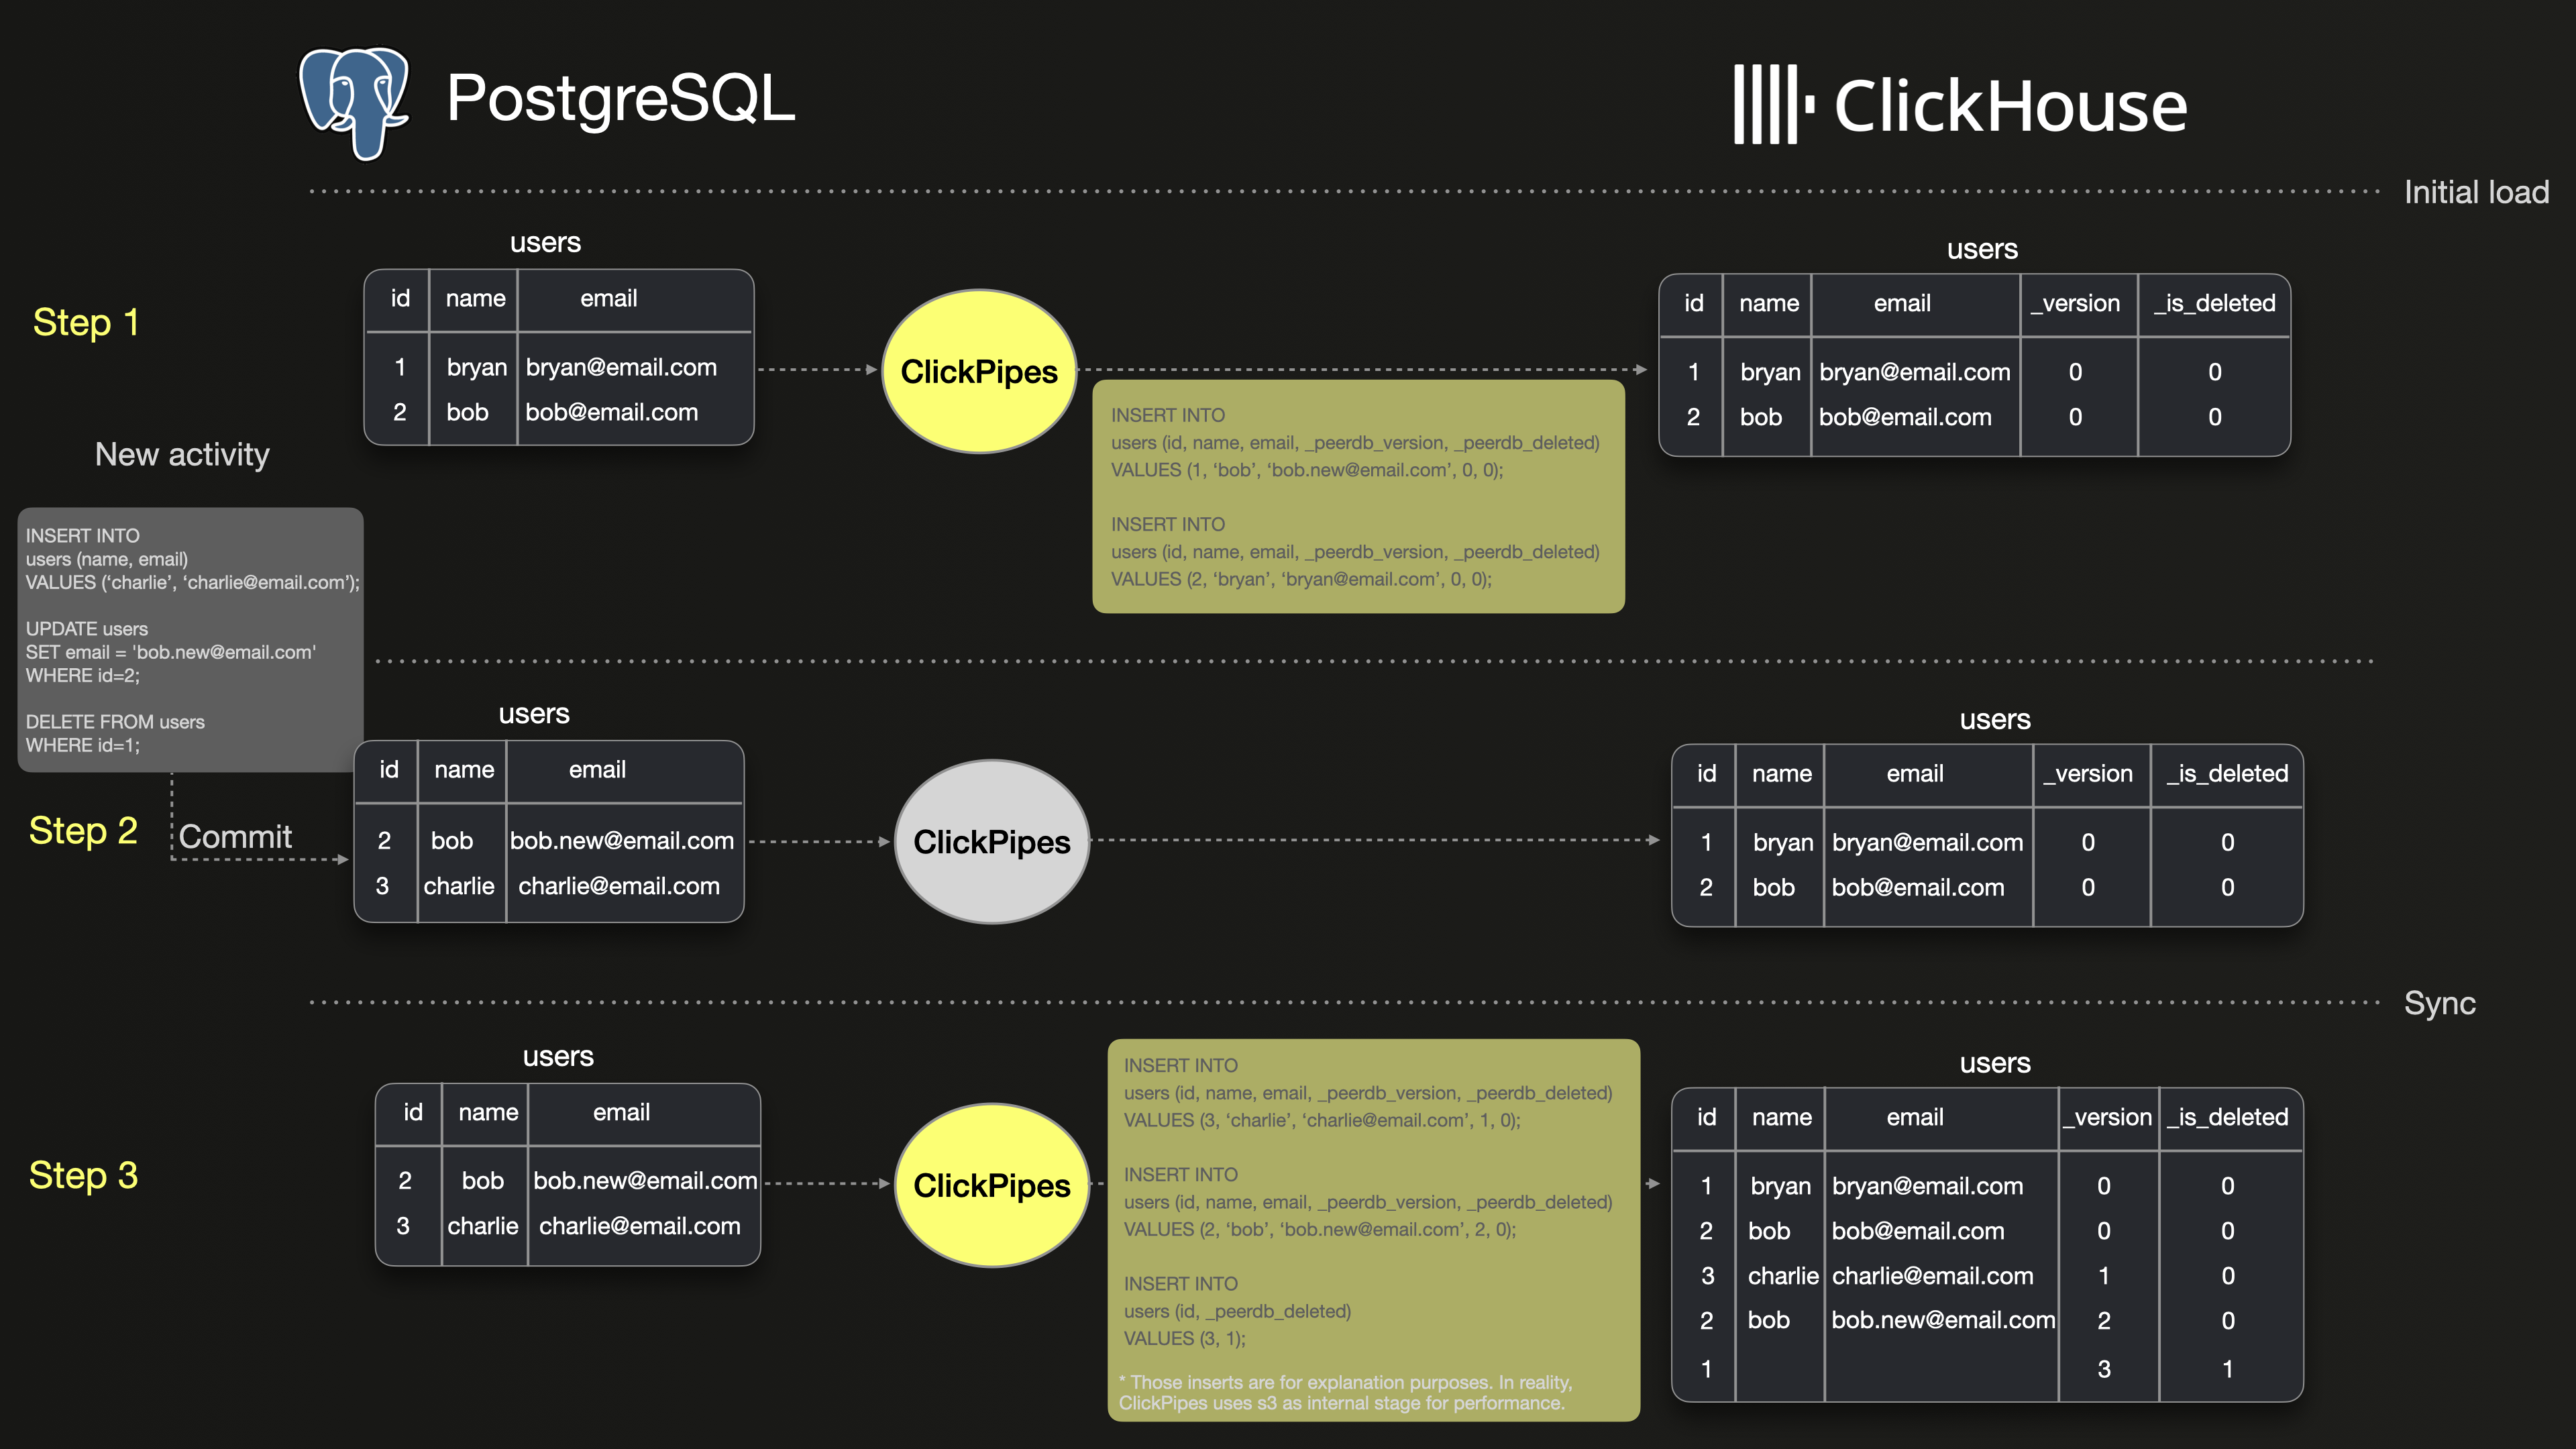 PostgreSQL
ClickHouse
Initial load
Step 1
users
id name email
1 bryan bryan@email.com
2 bob bob@email.com
ClickPipes
INSERT INTO
users (id, name, email, _peerdb_version, _peerdb_deleted)
VALUES (1, ‘bob’, ‘bob.new@email.com’, 0, 0);
INSERT INTO
users (id, name, email, _peerdb_version, _peerdb_deleted)
VALUES (2, ‘bryan’, ‘bryan@email.com’, 0, 0);
users
id name email _version _is_deleted
1 bryan bryan@email.com 0 0
2 bob bob@email.com 0 0
New activity
INSERT INTO
users (name, email)
VALUES (‘charlie’, ‘charlie@email.com’);
UPDATE users
SET email = 'bob.new@email.com'
WHERE id=2;
DELETE FROM users
WHERE id=1;
Step 2
Commit
users
id name email
2 bob bob.new@email.com
3 charlie charlie@email.com
ClickPipes
users
id name email _version _is_deleted
1 bryan bryan@email.com 0 0
2 bob bob@email.com 0 0
Sync
Step 3
users
id name email
2 bob bob.new@email.com
3 charlie charlie@email.com
ClickPipes
INSERT INTO
users (id, name, email, _peerdb_version, _peerdb_deleted)
VALUES (3, ‘charlie’, ‘charlie@email.com’, 1, 0);
INSERT INTO
users (id, name, email, _peerdb_version, _peerdb_deleted)
VALUES (2, ‘bob’, ‘bob.new@email.com’, 2, 0);
INSERT INTO
users (id, _peerdb_deleted)
VALUES (3, 1);
* Those inserts are for explanation purposes. In reality,
ClickPipes uses s3 as internal stage for performance.
users
id name email _version _is_deleted
1 bryan bryan@email.com 0 0
2 bob bob@email.com 0 0
3 charlie charlie@email.com 1 0
2 bob bob.new@email.com 2 0
1 3 1